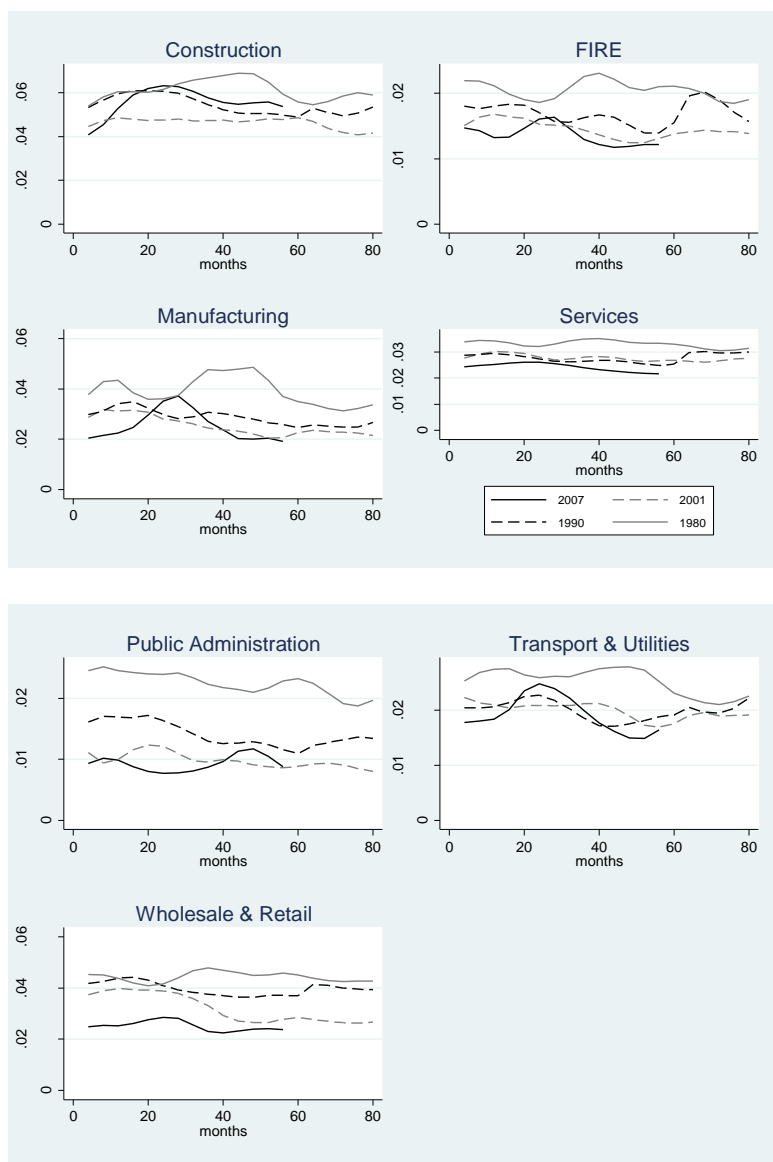 Construction
.06
.04
.02
0
0 20 40 60 80
months
FIRE
.02
.01
0
0 20 40 60 80
months
Manufacturing
.06
.04
.02
0
0 20 40 60 80
months
Services
.03
.02
.01
0
0 20 40 60 80
months
2007 2001
1990 1980
Public Administration
.02
.01
0
0 20 40 60 80
months
Transport & Utilities
.02
.01
0
0 20 40 60 80
months
Wholesale & Retail
.06
.04
.02
0
0 20 40 60 80
months